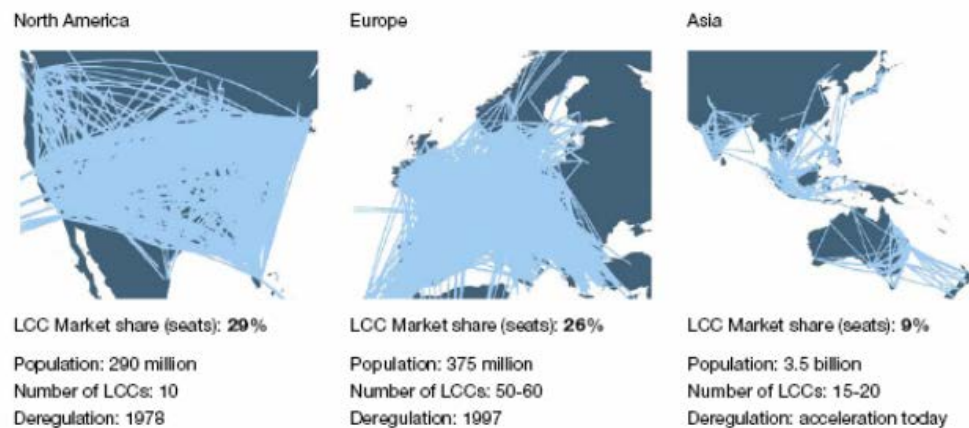 North America
LCC Market share (seats): 29%
Population: 290 million
Number of LCCs: 10
Deregulation: 1978
Europe
LCC Market share (seats): 26%
Population: 375 million
Number of LCCs: 50-60
Deregulation: 1997
Asia
LCC Market share (seats): 9%
Population: 3.5 billion
Number of LCCs: 15-20
Deregulation: acceleration today